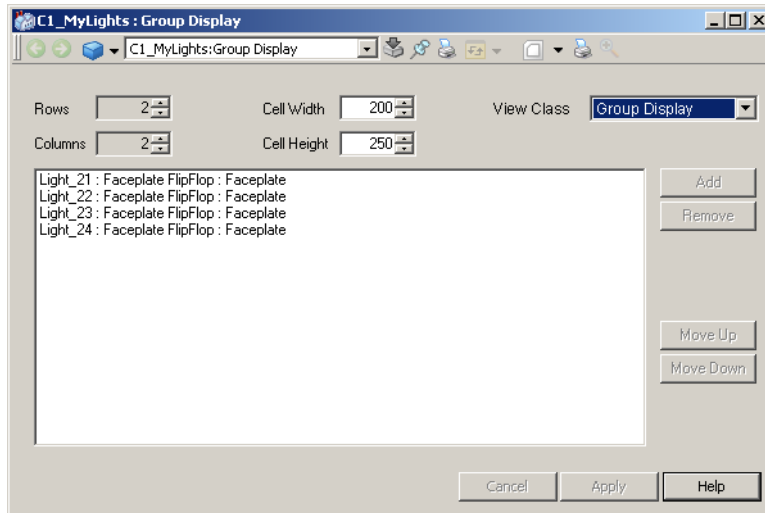 C1_MyLights : Group Display
C1_MyLights:Group Display
Rows 2 Cell Width 200 View Class Group Display
Columns 2 Cell Height 250
Light_21 : Faceplate FlipFlop : Faceplate
Light_22 : Faceplate FlipFlop : Faceplate
Light_23 : Faceplate FlipFlop : Faceplate
Light_24 : Faceplate FlipFlop : Faceplate
Add
Remove
Move Up
Move Down
Cancel Apply Help